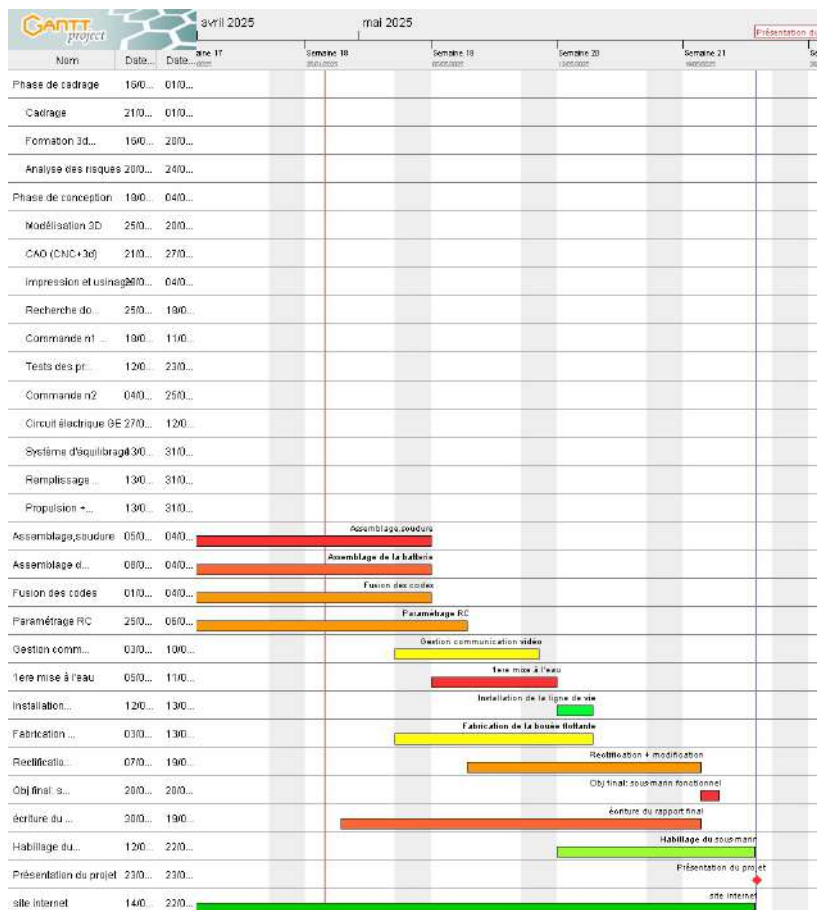 GANTT project
avril 2025
mai 2025
Présentation du
Semaine 18
Semaine 19
Semaine 20
Semaine 21
Nom Date... Date...
Phase de cadrage 16/0... 01/0...
Cadrage 21/0... 01/0...
Formation 3d... 16/0... 20/0...
Analyse des risques 20/0... 24/0...
Phase de conception 18/0... 04/0...
Modélisation 3D 25/0... 20/0...
CAO (CNC+3d) 21/0... 27/0...
Impression et usinage 04/0...
Recherche do... 25/0... 18/0...
Commande n1 ... 18/0... 11/0...
Tests des pr... 12/0... 23/0...
Commande n2 04/0... 25/0...
Circuit électrique GE 27/0... 12/0...
Système d'équilibrage 31/0...
Remplissage ... 13/0... 31/0...
Propulsion +... 13/0... 31/0...
Assemblage,soudure 05/0... 04/0... Assemblage,soudure
Assemblage d... 08/0... 04/0... Assemblage de la batterie
Fusion des codes 01/0... 04/0... Fusion des codes
Paramétrage RC 25/0... 06/0... Paramétrage RC
Gestion comm... 03/0... 10/0... Gestion communication vidéo
1ere mise à l'eau 05/0... 11/0... 1ere mise à l'eau
Installation... 12/0... 13/0... Installation de la ligne de vie
Fabrication ... 03/0... 13/0... Fabrication de la bouée flottante
Rectificatio... 07/0... 19/0... Rectification + modification
Obj final: s... 20/0... 20/0... Obj final: sous-marin fonctionnel
écriture du ... 30/0... 19/0... écriture du rapport final
Habillage du... 12/0... 22/0... Habillage du sous-marin
Présentation du projet 23/0... 23/0... Présentation du projet
site internet 14/0... 22/0... site internet